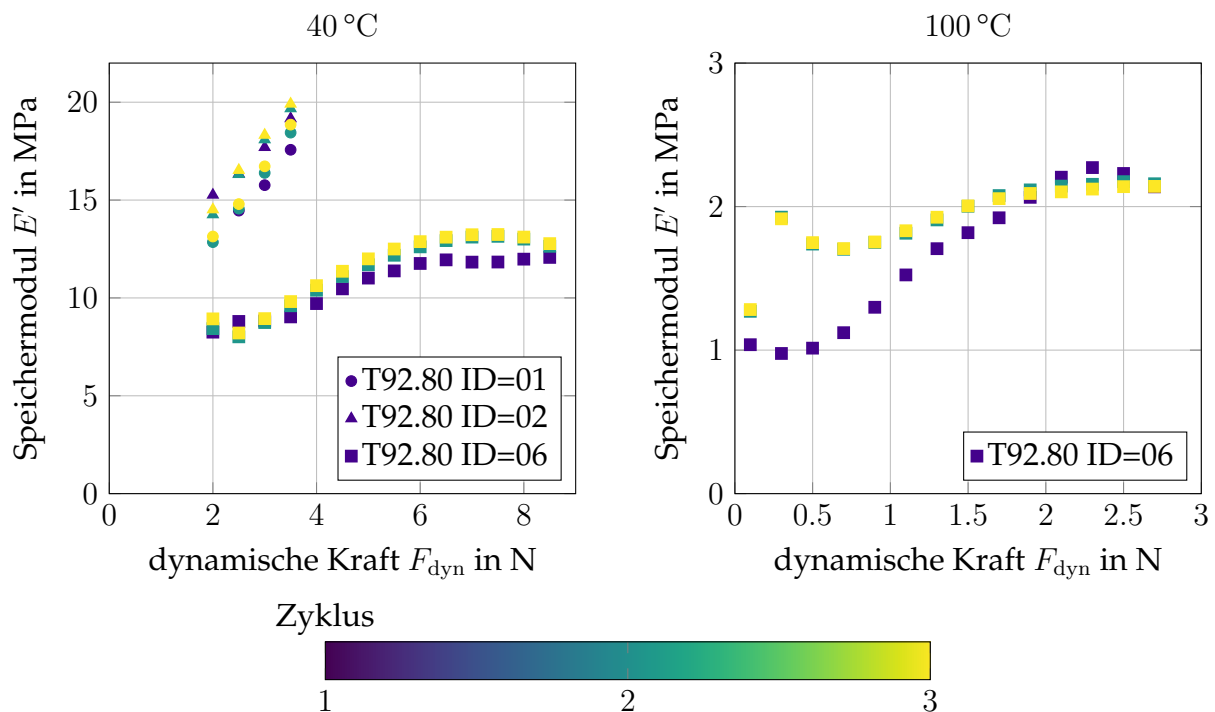 40 °C
Speichermodul E′ in MPa
20
15
10
5
0
T92.80 ID=01
T92.80 ID=02
T92.80 ID=06
0 2 4 6 8
dynamische Kraft F_dyn in N
100 °C
Speichermodul E′ in MPa
3
2
1
0
T92.80 ID=06
0 0.5 1 1.5 2 2.5 3
dynamische Kraft F_dyn in N
Zyklus
1 2 3